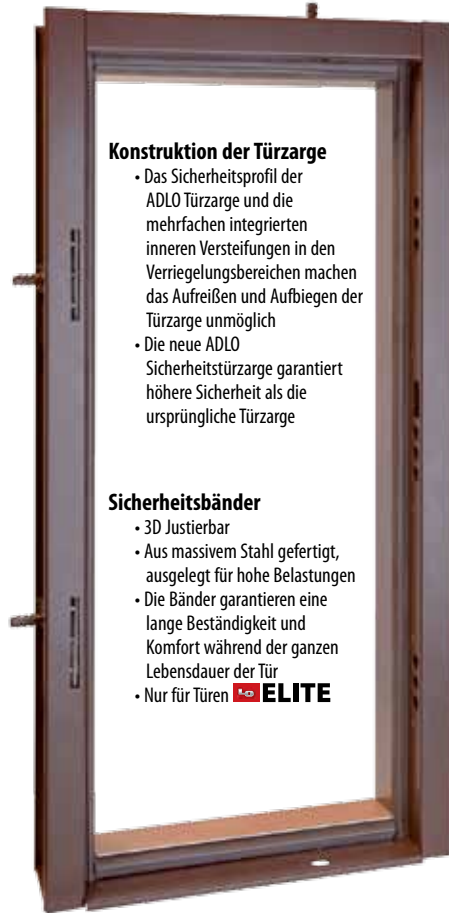 Konstruktion der Türzarge
• Das Sicherheitsprofil der
ADLO Türzarge und die
mehrfachen integrierten
inneren Versteifungen in den
Verriegelungsbereichen machen
das Aufreißen und Aufbiegen der
Türzarge unmöglich
• Die neue ADLO
Sicherheitstürzarge garantiert
höhere Sicherheit als die
ursprüngliche Türzarge
Sicherheitsbänder
• 3D Justierbar
• Aus massivem Stahl gefertigt,
ausgelegt für hohe Belastungen
• Die Bänder garantieren eine
lange Beständigkeit und
Komfort während der ganzen
Lebensdauer der Tür
• Nur für Türen ELITE